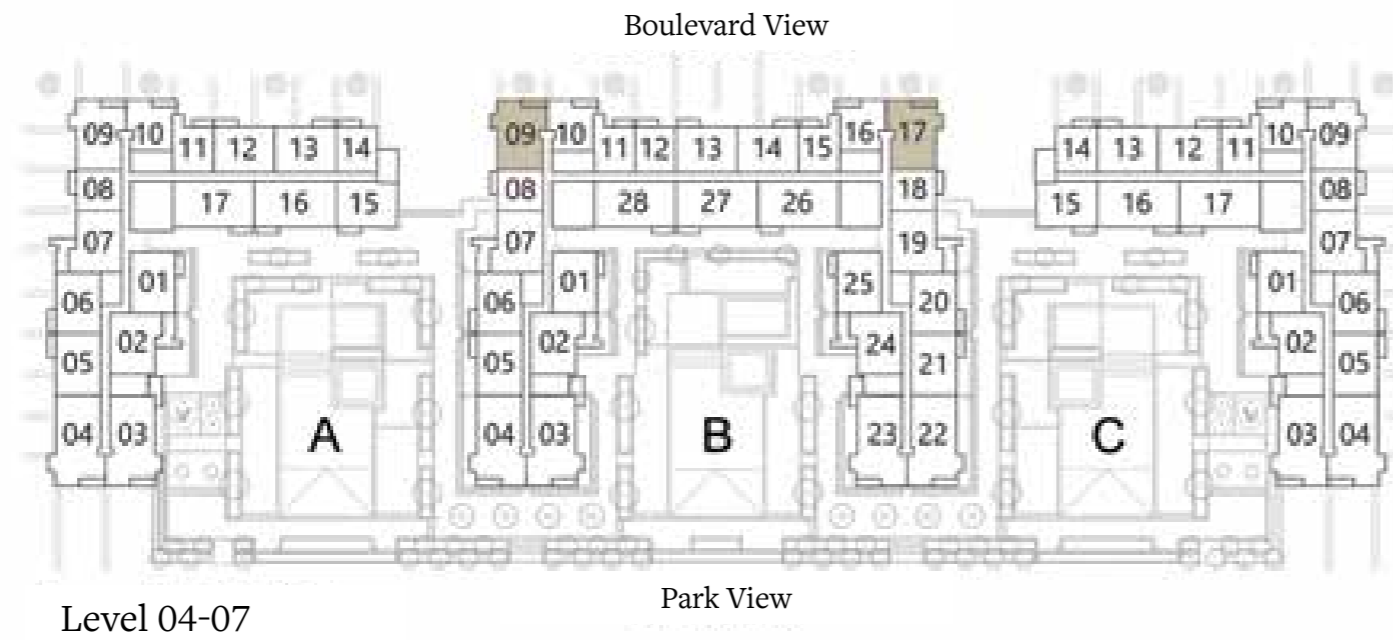 Boulevard View
09 10 11 12 13 14 09 10 11 12 13 14 15 16 17 14 13 12 11 10 09
08 17 16 15 08 28 27 26 18 15 16 17 08
07 07 19 07
06 01 06 01 25 20 01 06
05 02 05 02 24 21 02 05
04 03 A 04 03 B 23 22 C 03 04
Park View
Level 04-07